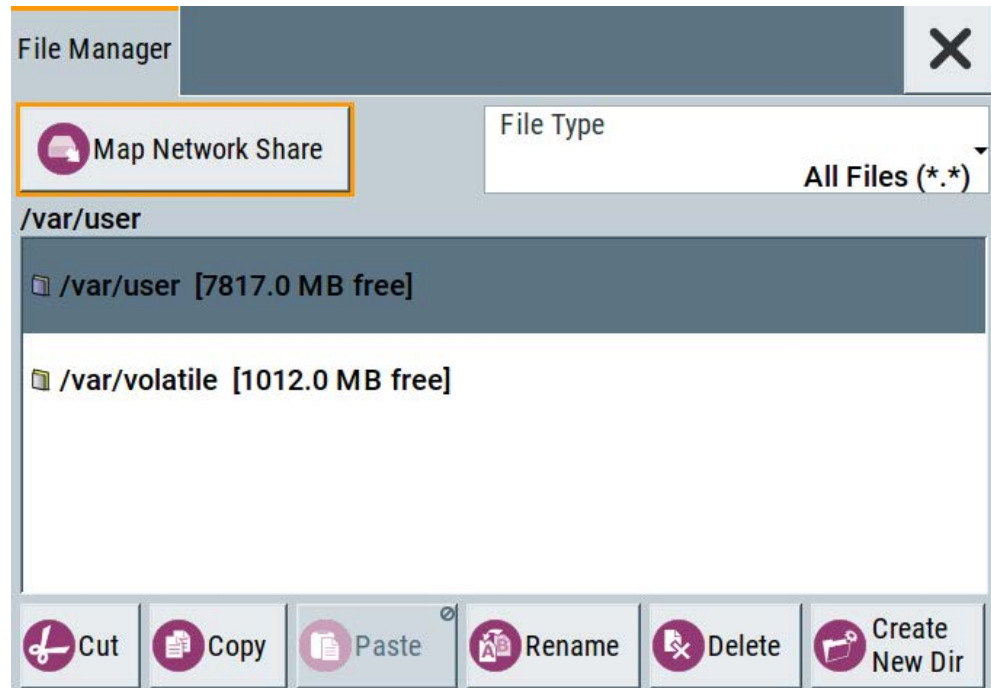 File Manager
Map Network Share
File Type
All Files (*.*)
/var/user
/var/user [7817.0 MB free]
/var/volatile [1012.0 MB free]
Cut
Copy
Paste
Rename
Delete
Create
New Dir